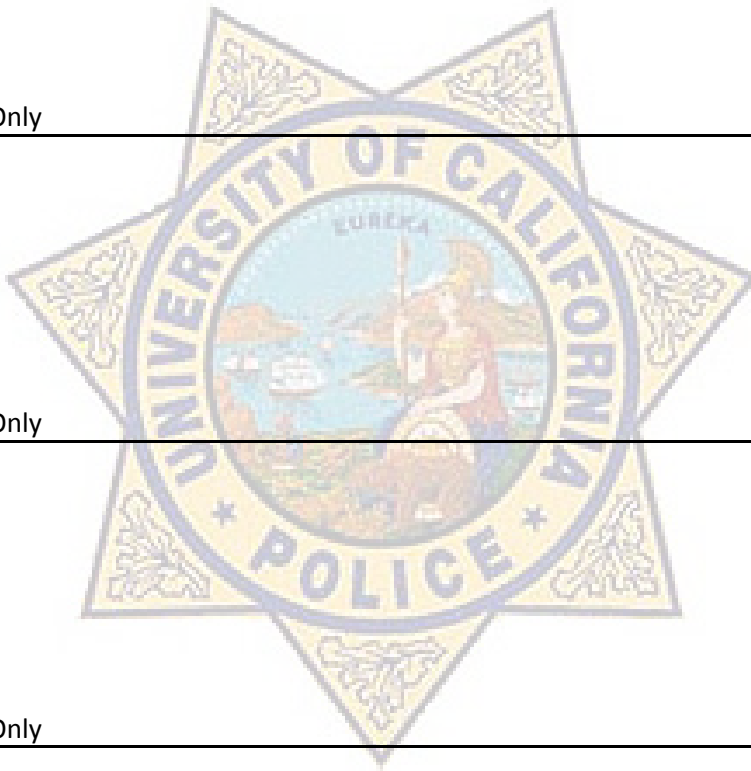 Only
UNIVERSITY OF CALIFORNIA
EUREKA
Only
POLICE
Only